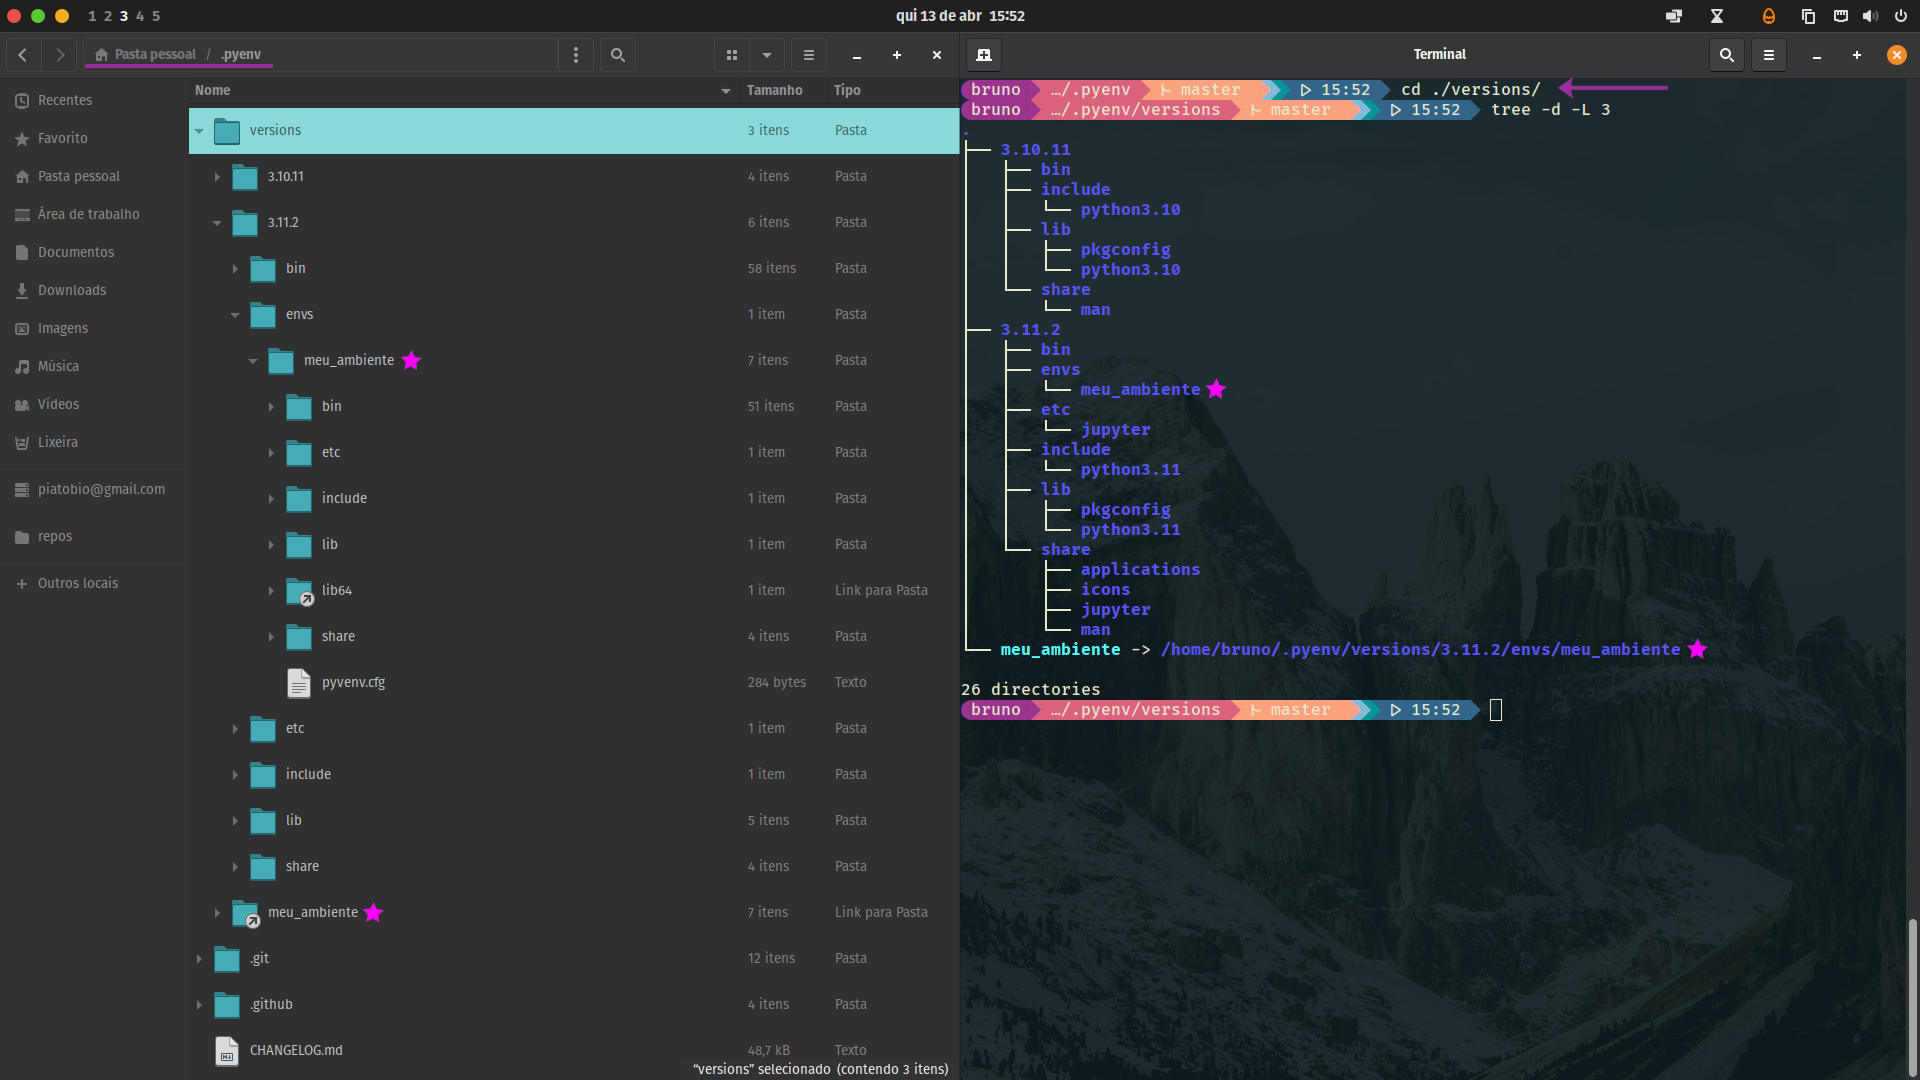 1 2 3 4 5
qui 13 de abr 15:52
Pasta pessoal / .pyenv
Nome Tamanho Tipo
Recentes
Favorito
Pasta pessoal
Área de trabalho
Documentos
Downloads
Imagens
Música
Vídeos
Lixeira
piatobio@gmail.com
repos
Outros locais
versions 3 itens Pasta
3.10.11 4 itens Pasta
3.11.2 6 itens Pasta
bin 58 itens Pasta
envs 1 item Pasta
meu_ambiente 7 itens Pasta
bin 51 itens Pasta
etc 1 item Pasta
include 1 item Pasta
lib 1 item Pasta
lib64 1 item Link para Pasta
share 4 itens Pasta
pyvenv.cfg 284 bytes Texto
etc 1 item Pasta
include 1 item Pasta
lib 5 itens Pasta
share 4 itens Pasta
meu_ambiente 7 itens Link para Pasta
.git 12 itens Pasta
.github 4 itens Pasta
CHANGELOG.md 48,7 kB Texto
“versions” selecionado (contendo 3 itens)
Terminal
bruno …/.pyenv master 15:52 cd ./versions/
bruno …/.pyenv/versions master 15:52 tree -d -L 3
.
├── 3.10.11
│   ├── bin
│   ├── include
│   │   └── python3.10
│   ├── lib
│   │   ├── pkgconfig
│   │   └── python3.10
│   └── share
│       └── man
├── 3.11.2
│   ├── bin
│   ├── envs
│   │   └── meu_ambiente
│   ├── etc
│   │   └── jupyter
│   ├── include
│   │   └── python3.11
│   ├── lib
│   │   ├── pkgconfig
│   │   └── python3.11
│   └── share
│       ├── applications
│       ├── icons
│       ├── jupyter
│       └── man
└── meu_ambiente -> /home/bruno/.pyenv/versions/3.11.2/envs/meu_ambiente
26 directories
bruno …/.pyenv/versions master 15:52